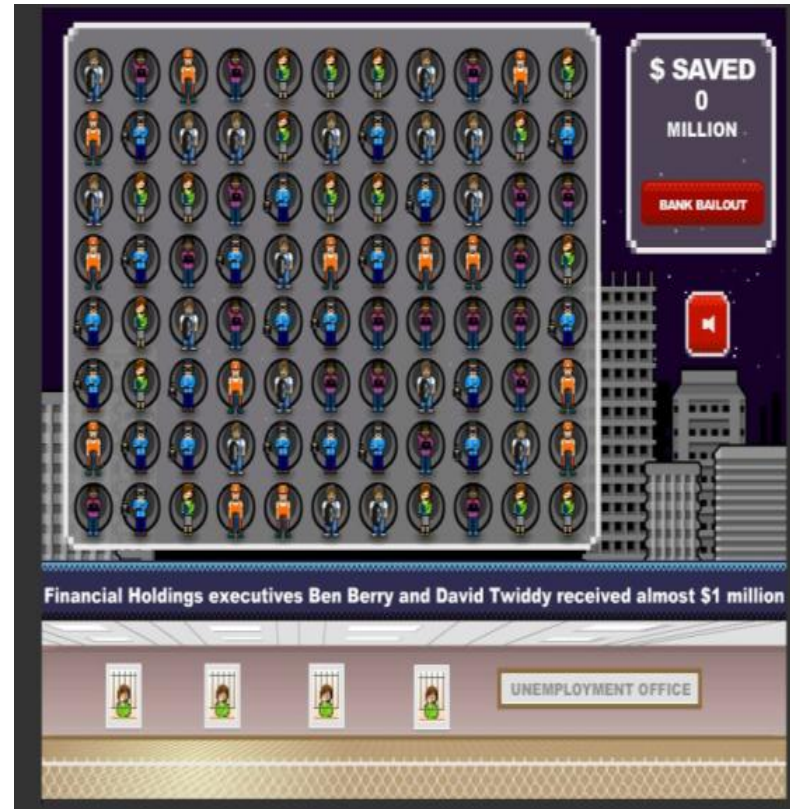 $ SAVED
0
MILLION
BANK BAILOUT
Financial Holdings executives Ben Berry and David Twiddy received almost $1 million
UNEMPLOYMENT OFFICE